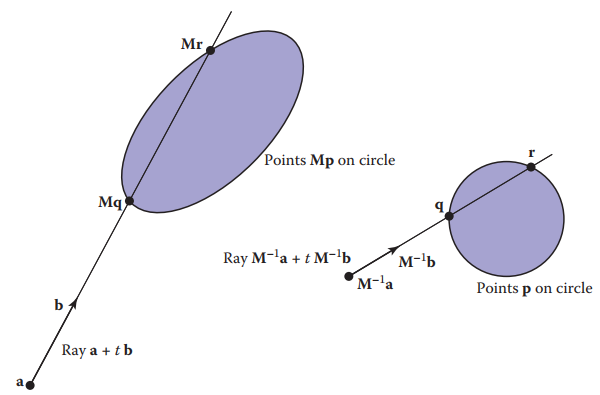 Mr
Points Mp on circle
Mq
b
Ray a + t b
a
r
q
Ray M⁻¹a + t M⁻¹b
M⁻¹b
M⁻¹a
Points p on circle